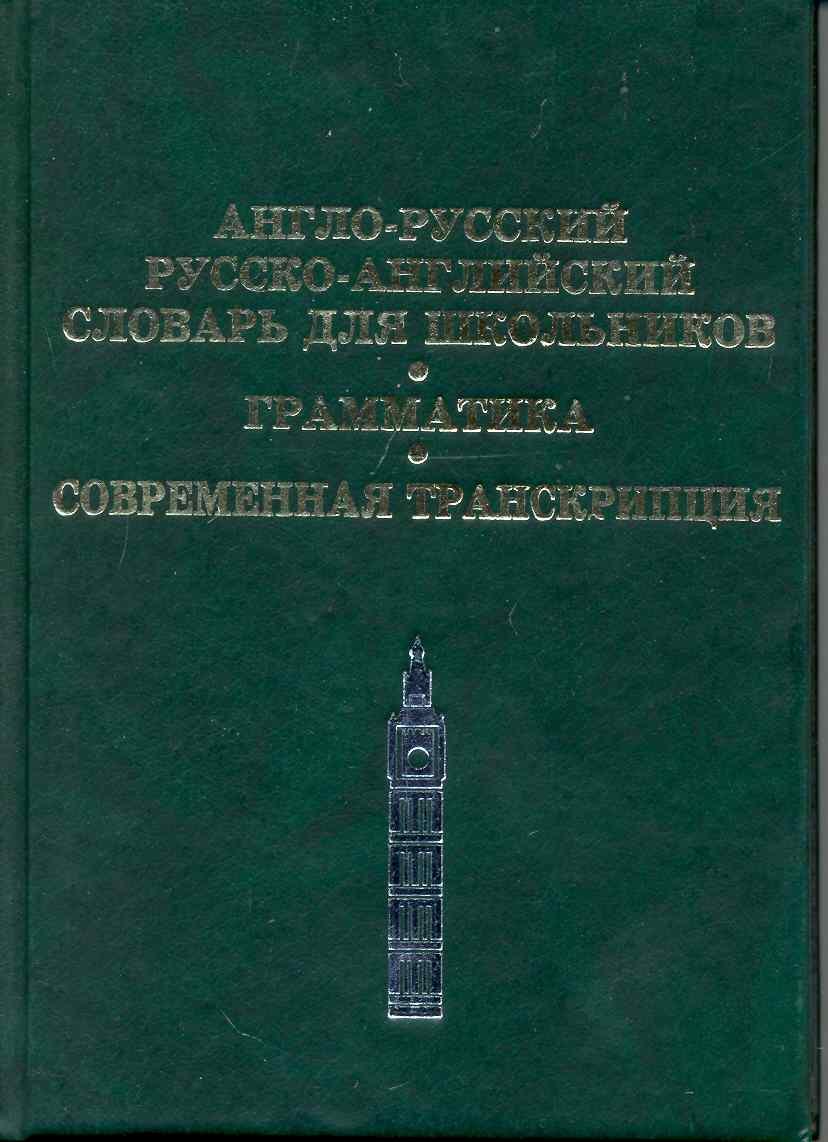 АНГЛО-РУССКИЙ
РУССКО-АНГЛИЙСКИЙ
СЛОВАРЬ ДЛЯ ШКОЛЬНИКОВ
•
ГРАММАТИКА
•
СОВРЕМЕННАЯ ТРАНСКРИПЦИЯ